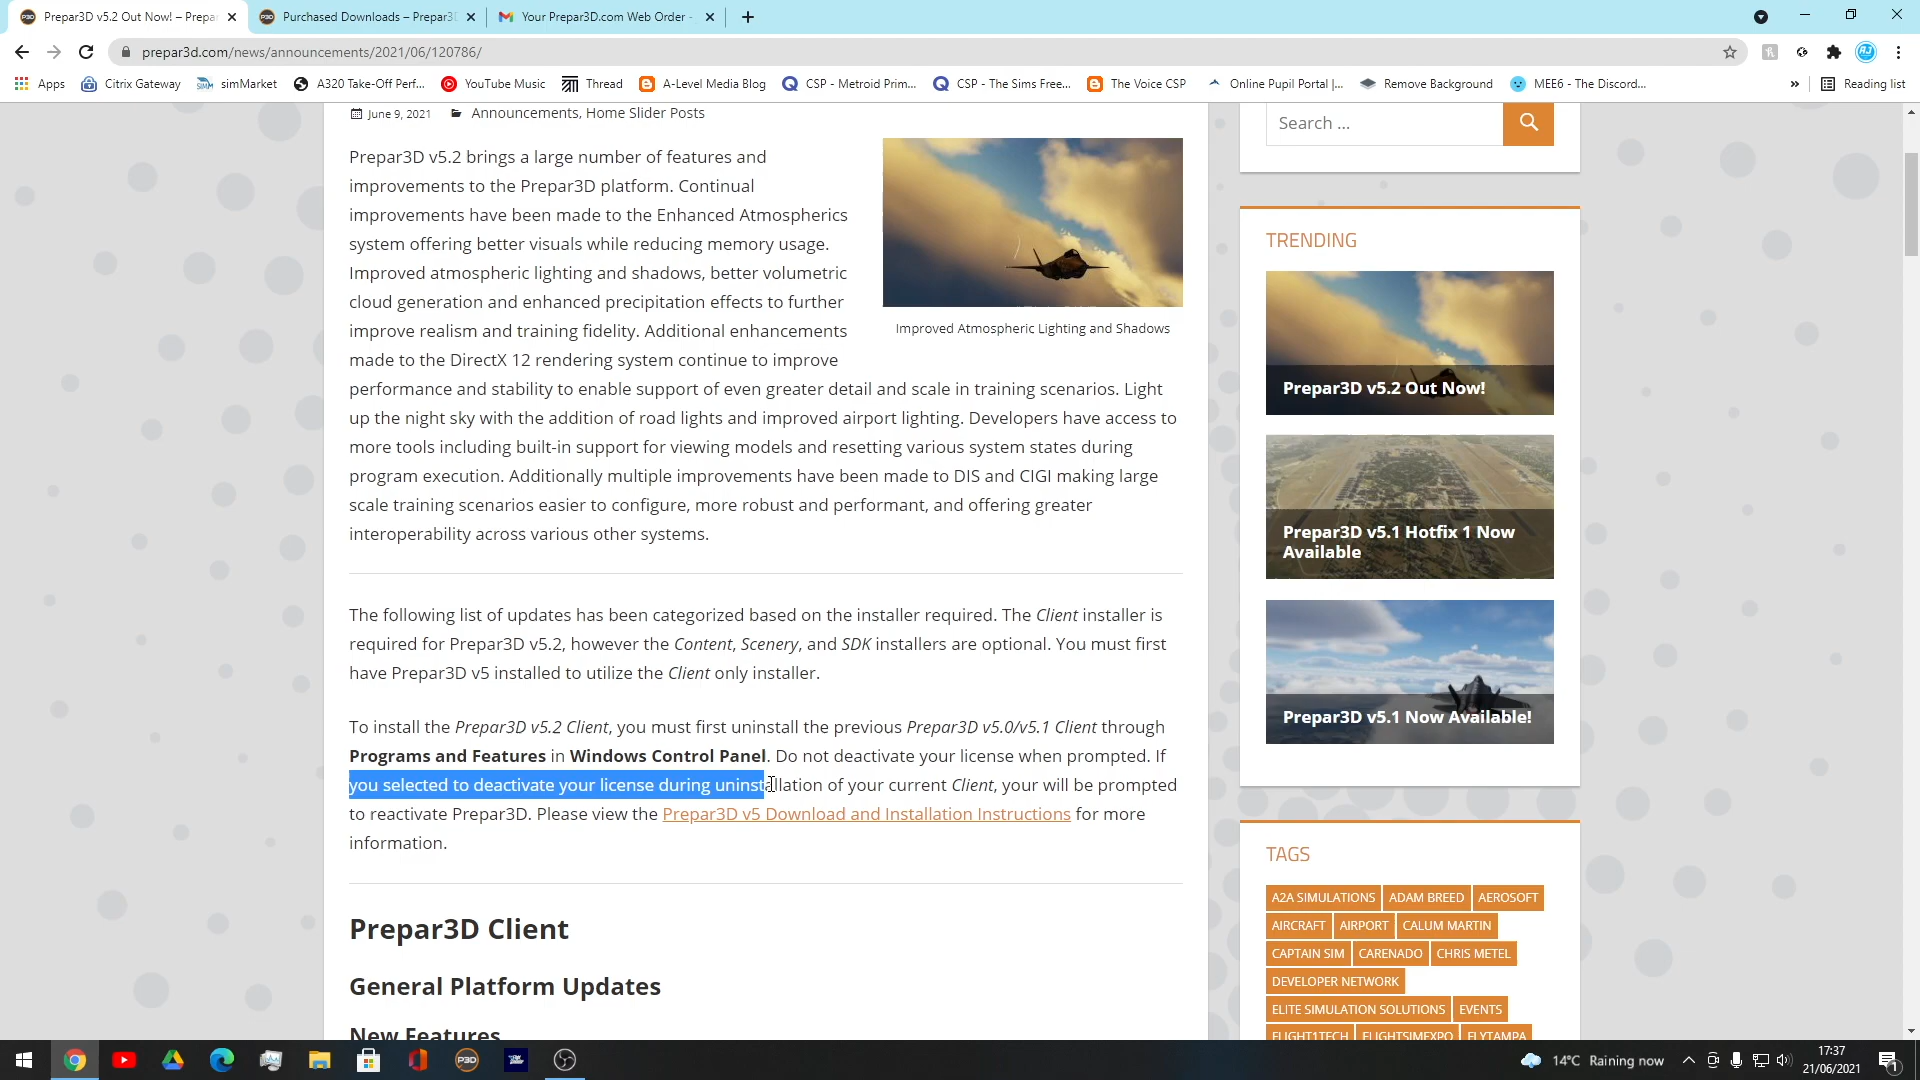 Prepar3D v5.2 Out Now! – Prepar
Purchased Downloads – Prepar3D
Your Prepar3D.com Web Order -
prepar3d.com/news/announcements/2021/06/120786/
Apps
Citrix Gateway
simMarket
A320 Take-Off Perf...
YouTube Music
Thread
A-Level Media Blog
CSP - Metroid Prim...
CSP - The Sims Free...
The Voice CSP
Online Pupil Portal |...
Remove Background
MEE6 - The Discord...
»
Reading list
June 9, 2021
Announcements, Home Slider Posts
Prepar3D v5.2 brings a large number of features and
improvements to the Prepar3D platform. Continual
improvements have been made to the Enhanced Atmospherics
system offering better visuals while reducing memory usage.
Improved atmospheric lighting and shadows, better volumetric
cloud generation and enhanced precipitation effects to further
improve realism and training fidelity. Additional enhancements
made to the DirectX 12 rendering system continue to improve
performance and stability to enable support of even greater detail and scale in training scenarios. Light
up the night sky with the addition of road lights and improved airport lighting. Developers have access to
more tools including built-in support for viewing models and resetting various system states during
program execution. Additionally multiple improvements have been made to DIS and CIGI making large
scale training scenarios easier to configure, more robust and performant, and offering greater
interoperability across various other systems.
Improved Atmospheric Lighting and Shadows
The following list of updates has been categorized based on the installer required. The Client installer is
required for Prepar3D v5.2, however the Content, Scenery, and SDK installers are optional. You must first
have Prepar3D v5 installed to utilize the Client only installer.
To install the Prepar3D v5.2 Client, you must first uninstall the previous Prepar3D v5.0/v5.1 Client through
Programs and Features in Windows Control Panel. Do not deactivate your license when prompted. If
you selected to deactivate your license during uninstallation of your current Client, your will be prompted
to reactivate Prepar3D. Please view the Prepar3D v5 Download and Installation Instructions for more
information.
Prepar3D Client
General Platform Updates
New Features
Search ...
TRENDING
Prepar3D v5.2 Out Now!
Prepar3D v5.1 Hotfix 1 Now
Available
Prepar3D v5.1 Now Available!
TAGS
A2A SIMULATIONS
ADAM BREED
AEROSOFT
AIRCRAFT
AIRPORT
CALUM MARTIN
CAPTAIN SIM
CARENADO
CHRIS METEL
DEVELOPER NETWORK
ELITE SIMULATION SOLUTIONS
EVENTS
FLIGHT1TECH
FLIGHTSIMEXPO
FLYTAMPA
P3D
14°C Raining now
17:37
21/06/2021
1